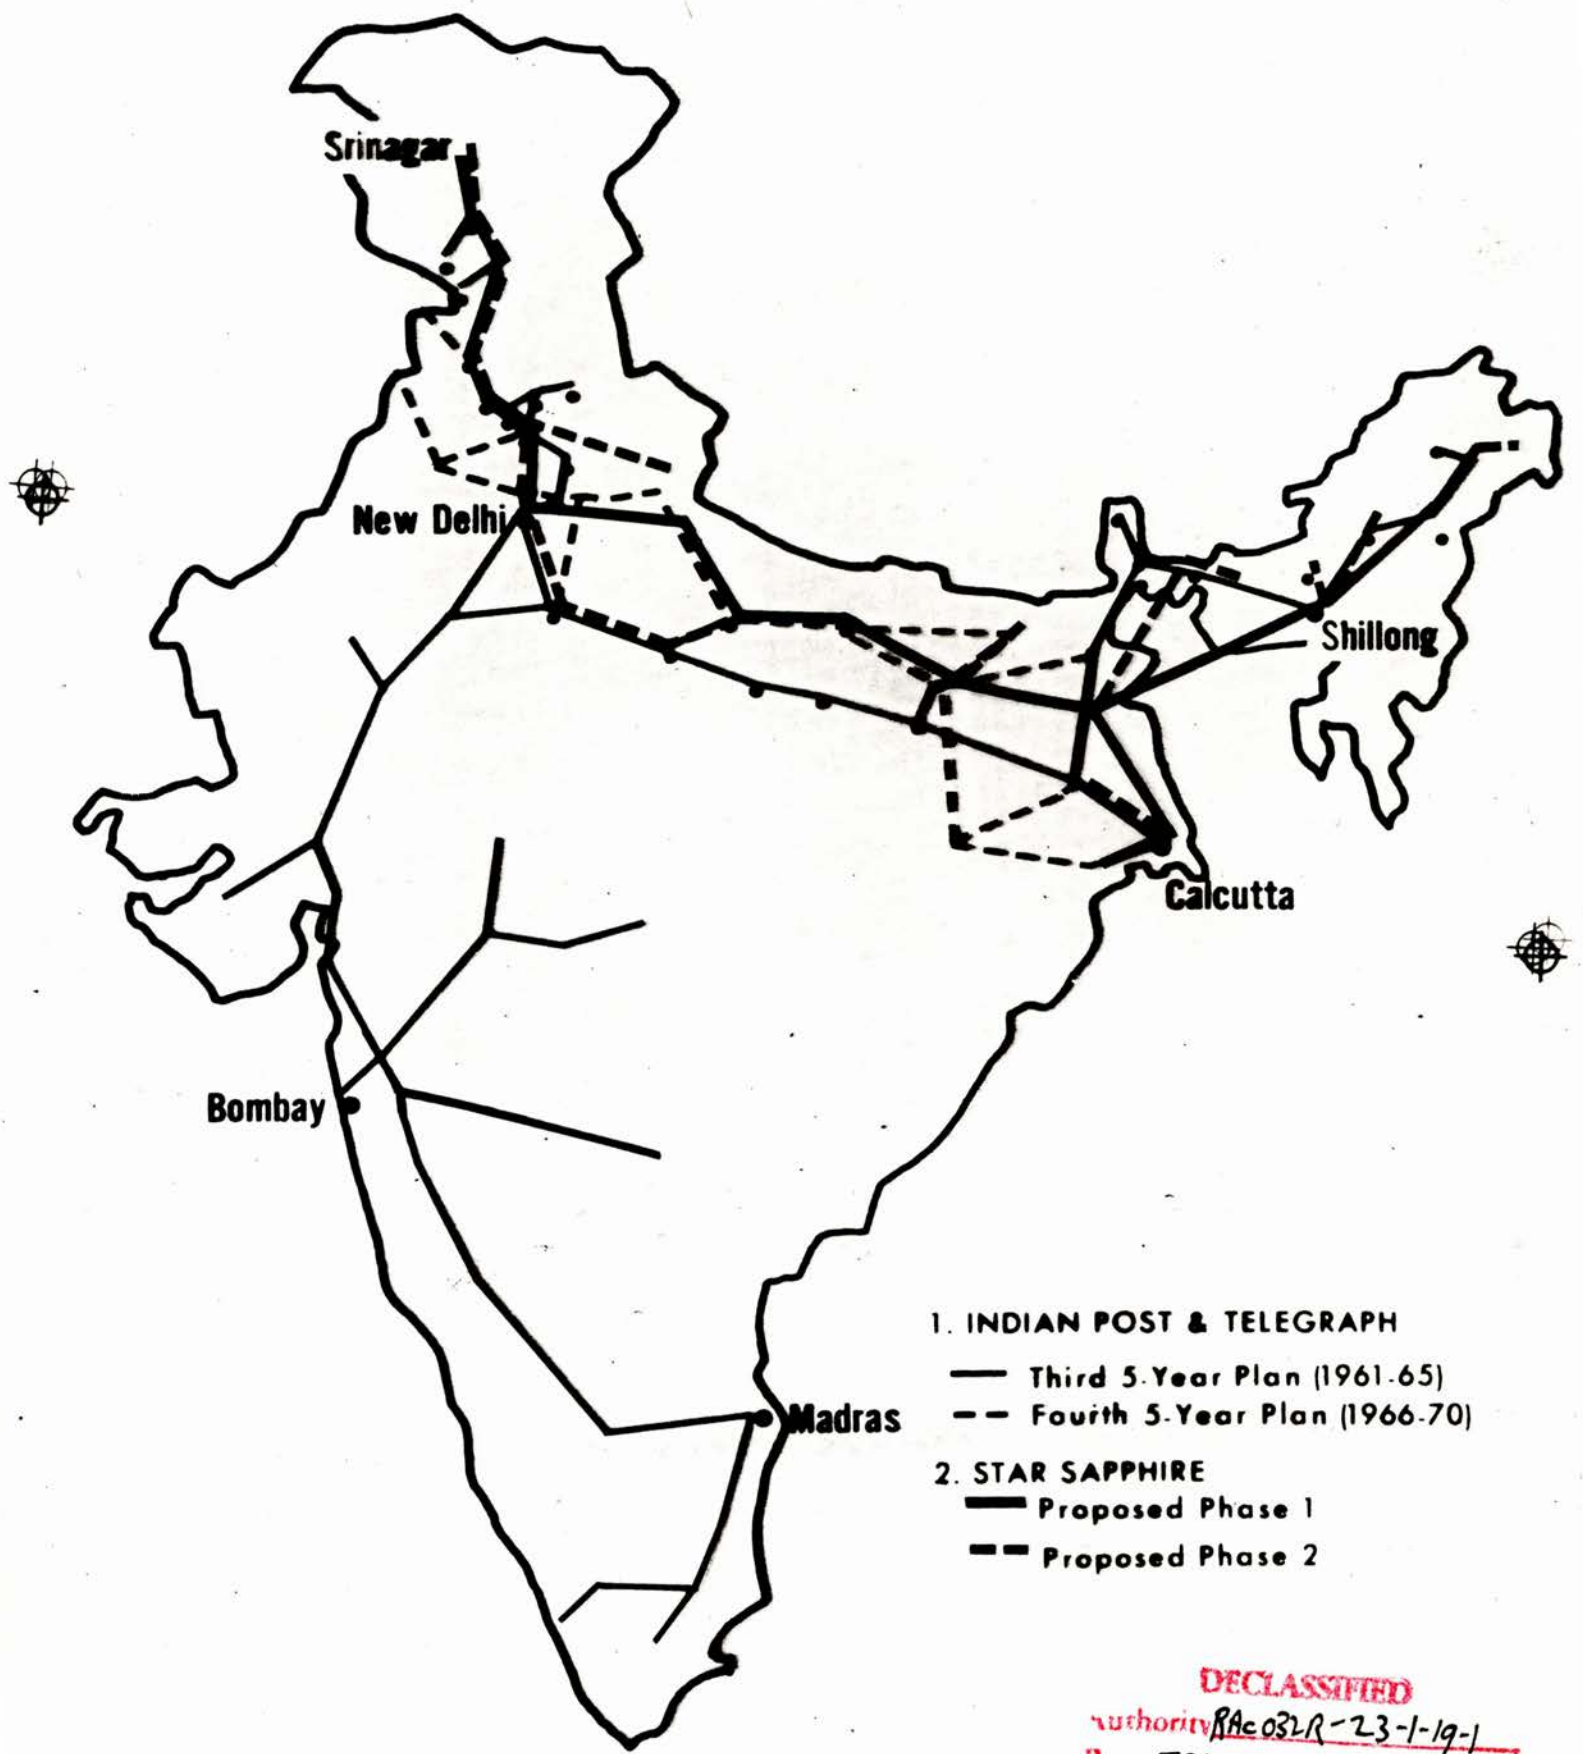 Srinagar
New Delhi
Shillong
Calcutta
Bombay
1. INDIAN POST & TELEGRAPH
Third 5-Year Plan (1961-65)
Madras
Fourth 5-Year Plan (1966-70)
2. STAR SAPPHIRE
Proposed Phase 1
Proposed Phase 2
DECLASSIFIED
Authority RAC 032R-23-1-19-1